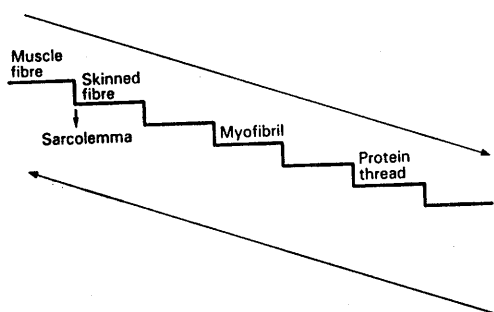 Muscle
fibre
Skinned
fibre
Sarcolemma
Myofibril
Protein
thread